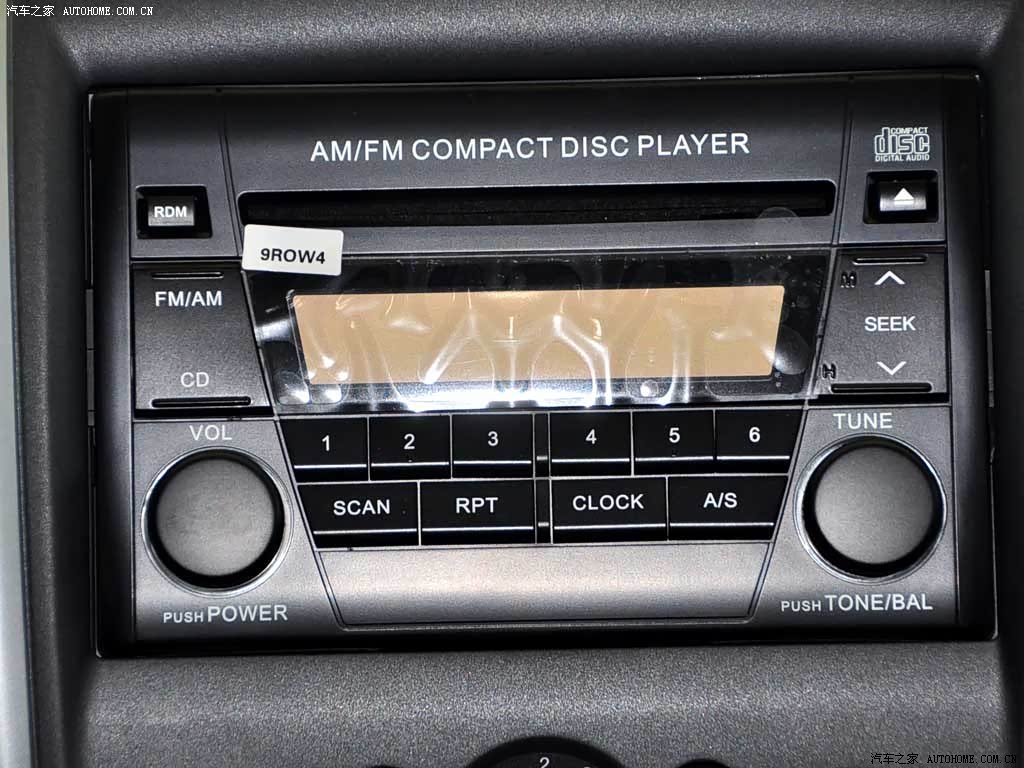 汽车之家 AUTOHOME.COM.CN
AM/FM COMPACT DISC PLAYER
COMPACT
disc
DIGITAL AUDIO
RDM
9ROW4
FM/AM
SEEK
CD
VOL
TUNE
1 2 3 4 5 6
SCAN RPT CLOCK A/S
PUSH POWER
PUSH TONE/BAL
2
汽车之家 AUTOHOME.COM.CN